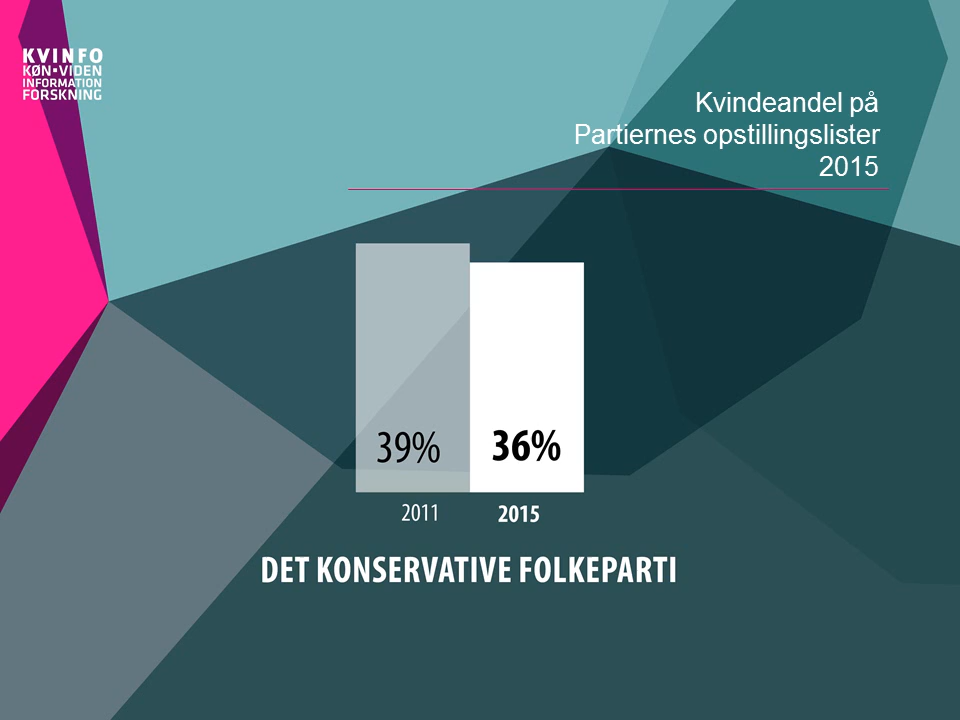 KVINFO
KØN▪VIDEN
INFORMATION
FORSKNING
Kvindeandel på
Partiernes opstillingslister
2015
39%
36%
2011
2015
DET KONSERVATIVE FOLKEPARTI